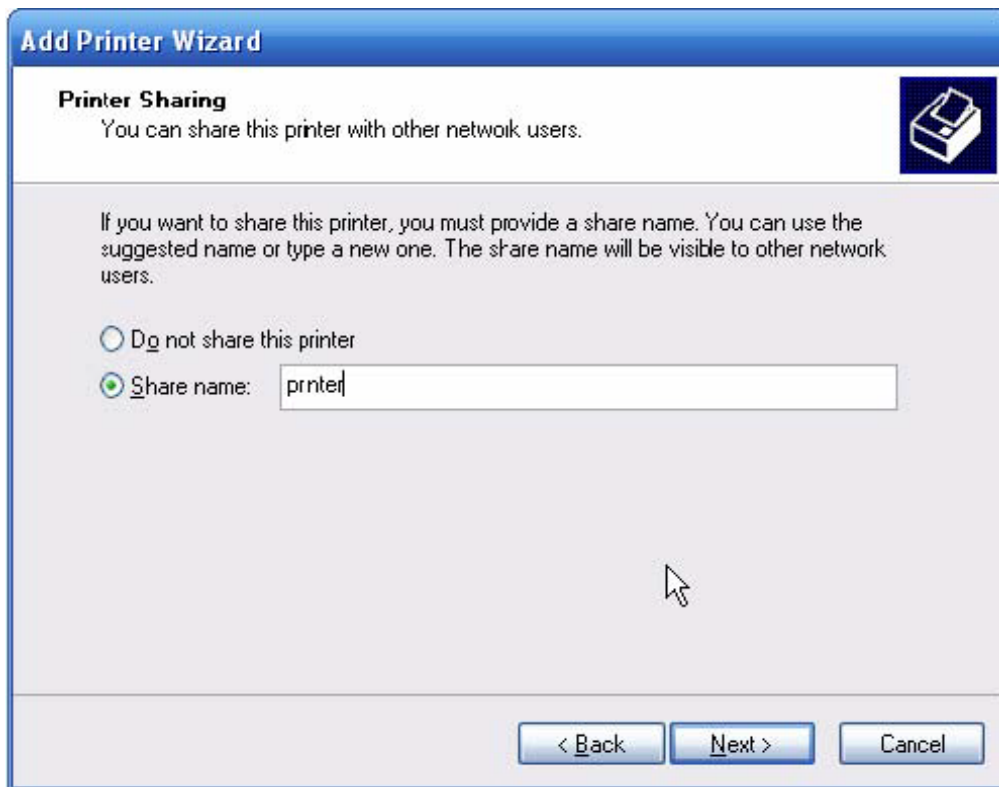 Add Printer Wizard
Printer Sharing
You can share this printer with other network users.
If you want to share this printer, you must provide a share name. You can use the
suggested name or type a new one. The share name will be visible to other network
users.
Do not share this printer
Share name: prnter
< Back Next > Cancel